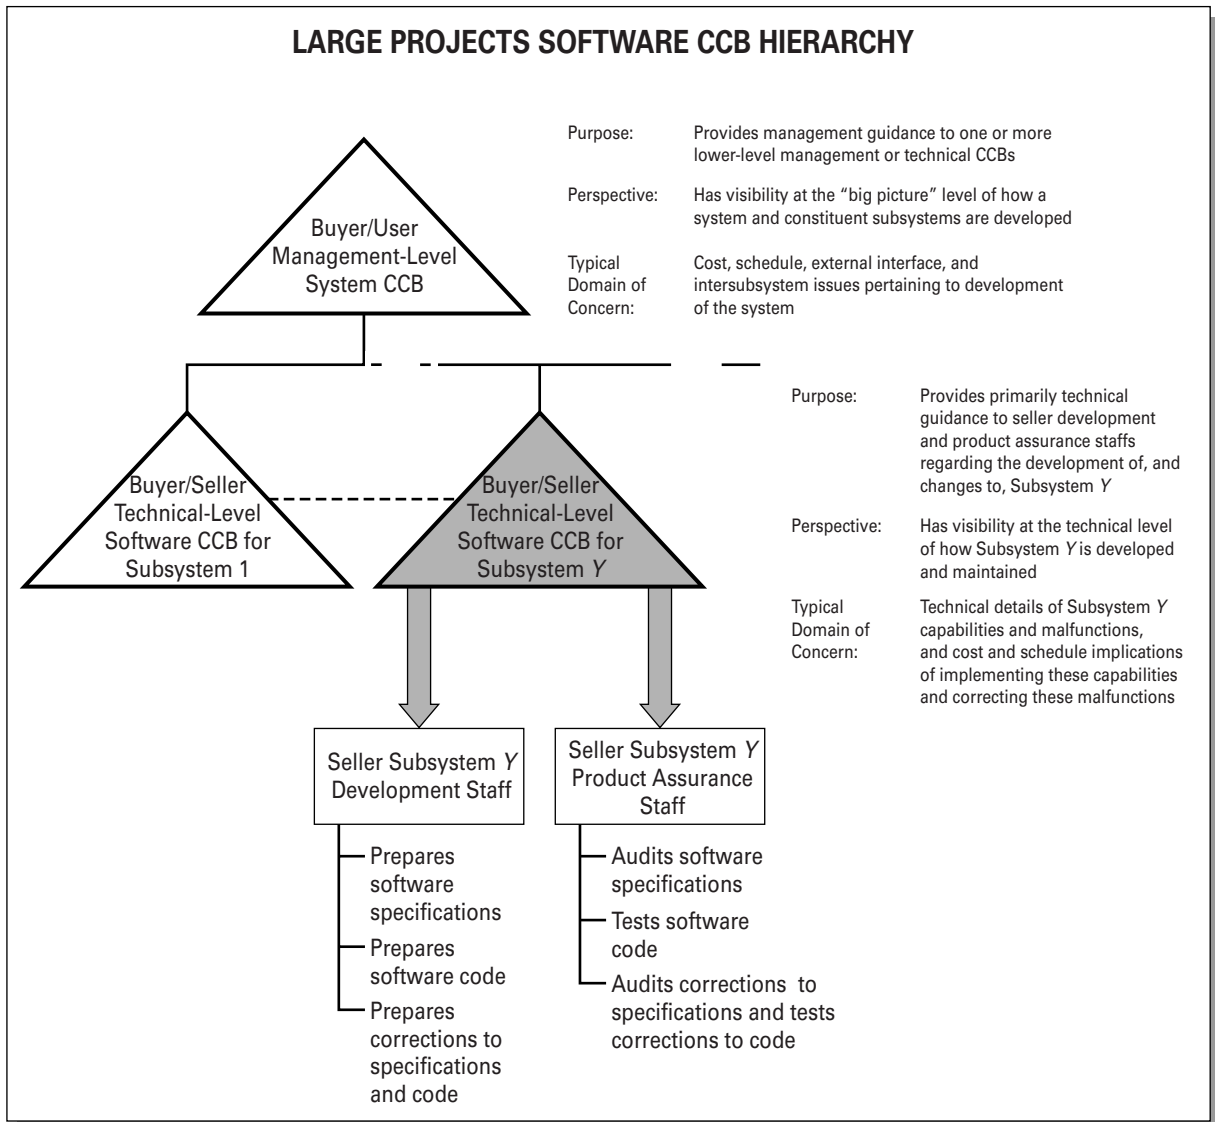 LARGE PROJECTS SOFTWARE CCB HIERARCHY
Buyer/User
Management-Level
System CCB
Purpose: Provides management guidance to one or more
lower-level management or technical CCBs
Perspective: Has visibility at the “big picture” level of how a
system and constituent subsystems are developed
Typical Cost, schedule, external interface, and
Domain of intersubsystem issues pertaining to development
Concern: of the system
Buyer/Seller
Technical-Level
Software CCB for
Subsystem 1
Buyer/Seller
Technical-Level
Software CCB for
Subsystem Y
Purpose: Provides primarily technical
guidance to seller development
and product assurance staffs
regarding the development of, and
changes to, Subsystem Y
Perspective: Has visibility at the technical level
of how Subsystem Y is developed
and maintained
Typical Technical details of Subsystem Y
Domain of capabilities and malfunctions,
Concern: and cost and schedule implications
of implementing these capabilities
and correcting these malfunctions
Seller Subsystem Y
Development Staff
Prepares
software
specifications
Prepares
software code
Prepares
corrections to
specifications
and code
Seller Subsystem Y
Product Assurance
Staff
Audits software
specifications
Tests software
code
Audits corrections to
specifications and tests
corrections to code